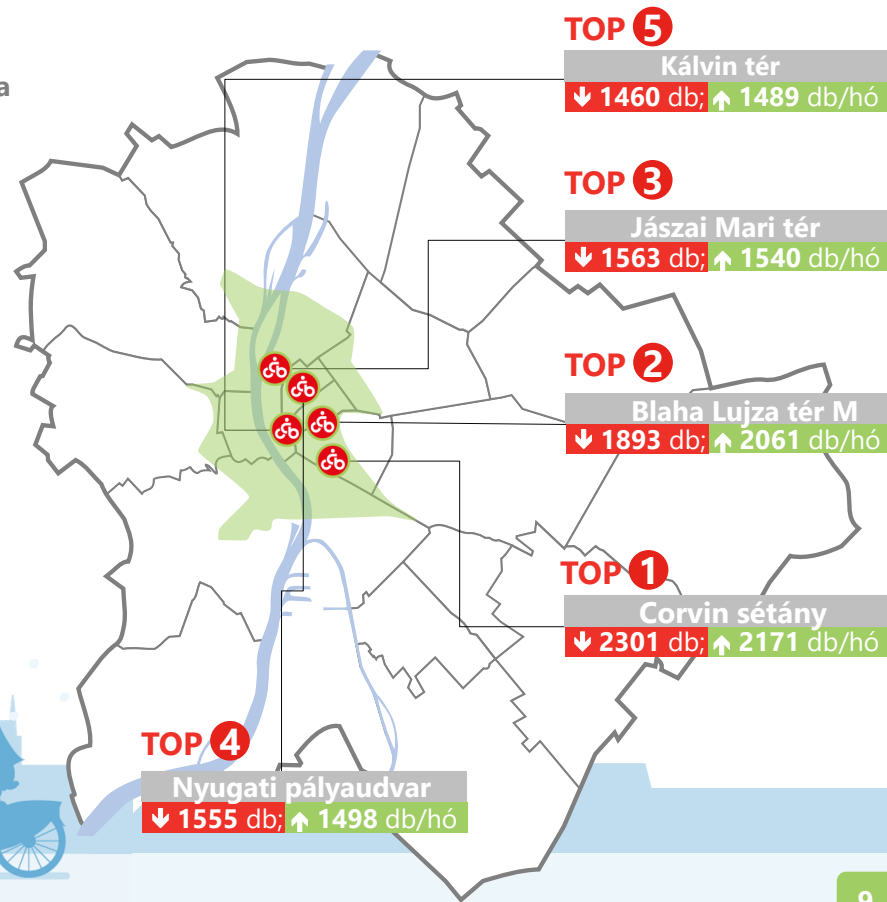 TOP 5
Kálvin tér
↓ 1460 db; ↑ 1489 db/hó
a
TOP 3
Jászai Mari tér
↓ 1563 db; ↑ 1540 db/hó
TOP 2
Blaha Lujza tér M
↓ 1893 db; ↑ 2061 db/hó
TOP 1
Corvin sétány
↓ 2301 db; ↑ 2171 db/hó
TOP 4
Nyugati pályaudvar
↓ 1555 db; ↑ 1498 db/hó
9